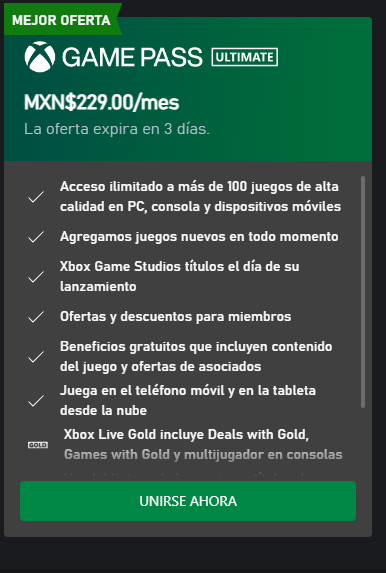 MEJOR OFERTA
GAME PASS ULTIMATE
MXN$229.00/mes
La oferta expira en 3 días.
Acceso ilimitado a más de 100 juegos de alta
calidad en PC, consola y dispositivos móviles
Agregamos juegos nuevos en todo momento
Xbox Game Studios títulos el día de su
lanzamiento
Ofertas y descuentos para miembros
Beneficios gratuitos que incluyen contenido
del juego y ofertas de asociados
Juega en el teléfono móvil y en la tableta
desde la nube
GOLD Xbox Live Gold incluye Deals with Gold,
Games with Gold y multijugador en consolas
UNIRSE AHORA